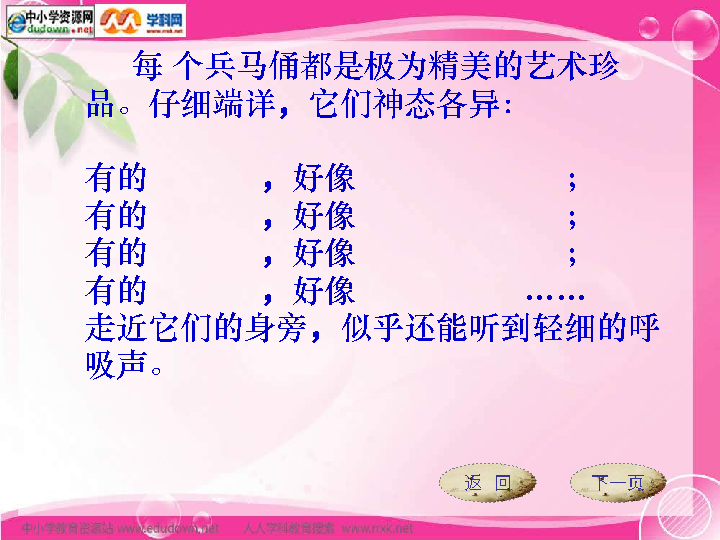 中小学资源网
edudown.net
学科网
www.nxk.net
每 个兵马俑都是极为精美的艺术珍
品。仔细端详，它们神态各异：
有的 ，好像 ；
有的 ，好像 ；
有的 ，好像 ；
有的 ，好像 ……
走近它们的身旁，似乎还能听到轻细的呼
吸声。
返 回 下一页
中小学教育资源站 www.edudown.net 人人学科教育搜索 www.nxk.net